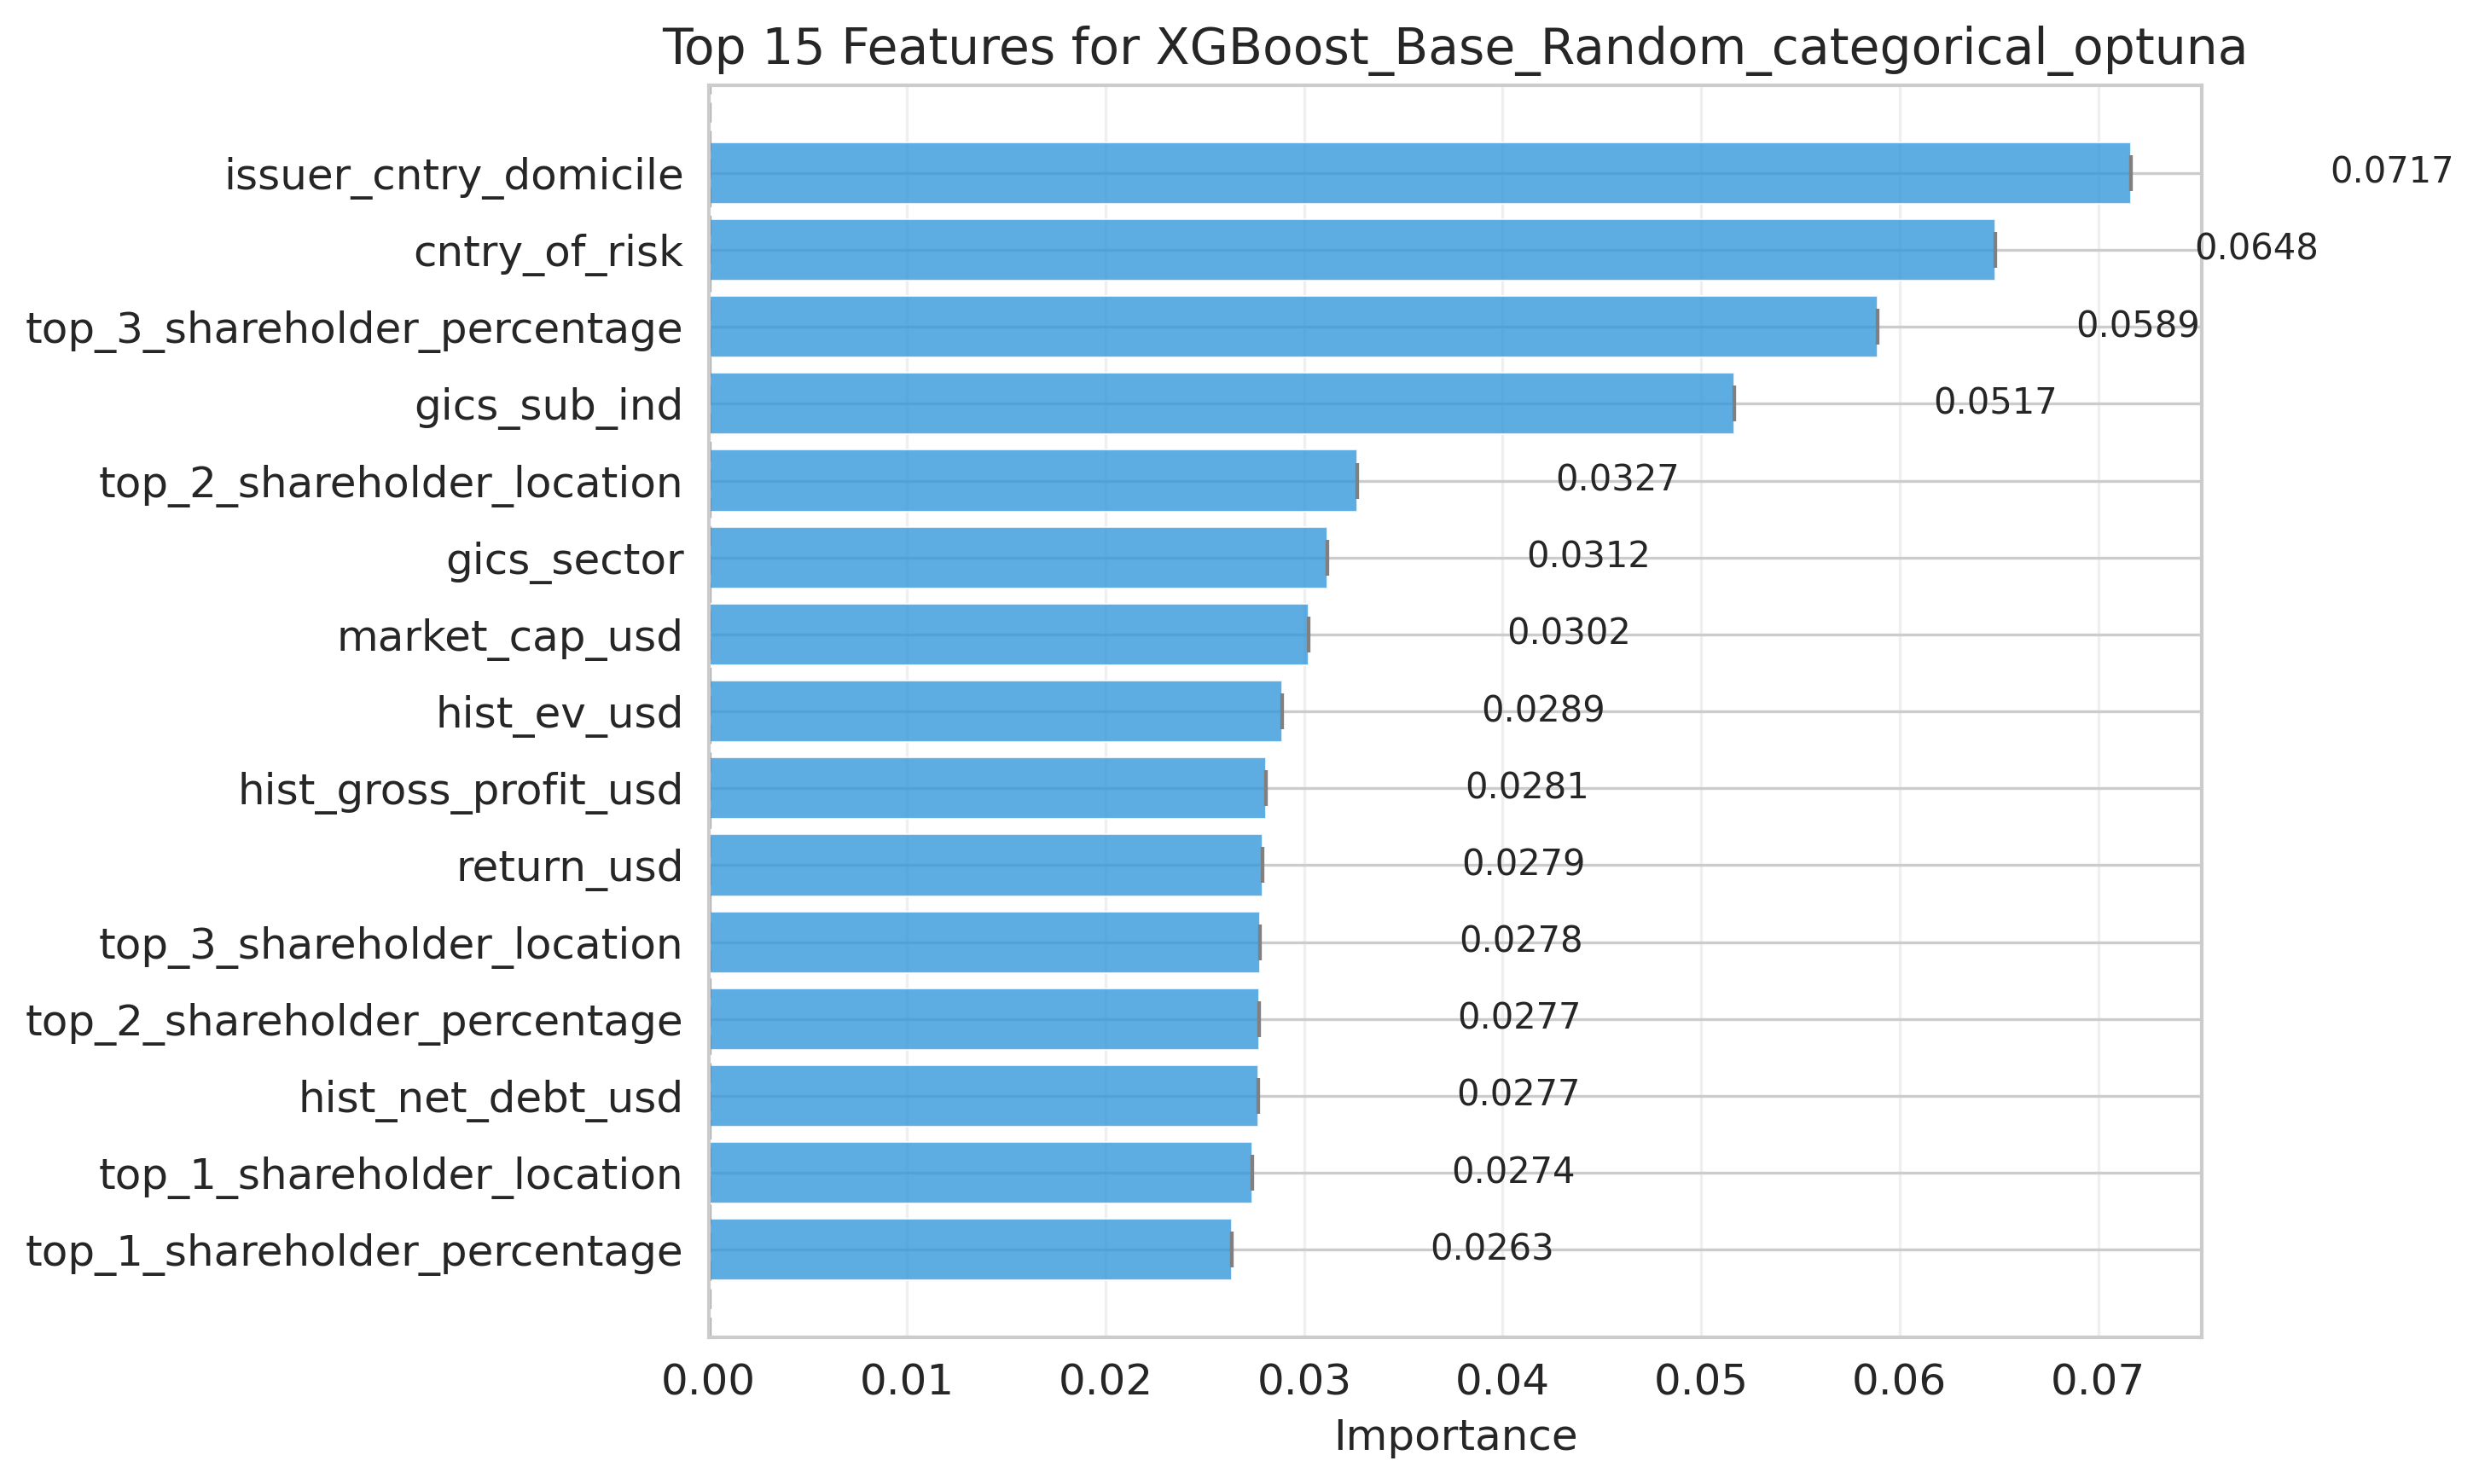 Top 15 Features for XGBoost_Base_Random_categorical_optuna
issuer_cntry_domicile 0.0717
cntry_of_risk 0.0648
top_3_shareholder_percentage 0.0589
gics_sub_ind 0.0517
top_2_shareholder_location 0.0327
gics_sector 0.0312
market_cap_usd 0.0302
hist_ev_usd 0.0289
hist_gross_profit_usd 0.0281
return_usd 0.0279
top_3_shareholder_location 0.0278
top_2_shareholder_percentage 0.0277
hist_net_debt_usd 0.0277
top_1_shareholder_location 0.0274
top_1_shareholder_percentage 0.0263
0.00 0.01 0.02 0.03 0.04 0.05 0.06 0.07
Importance